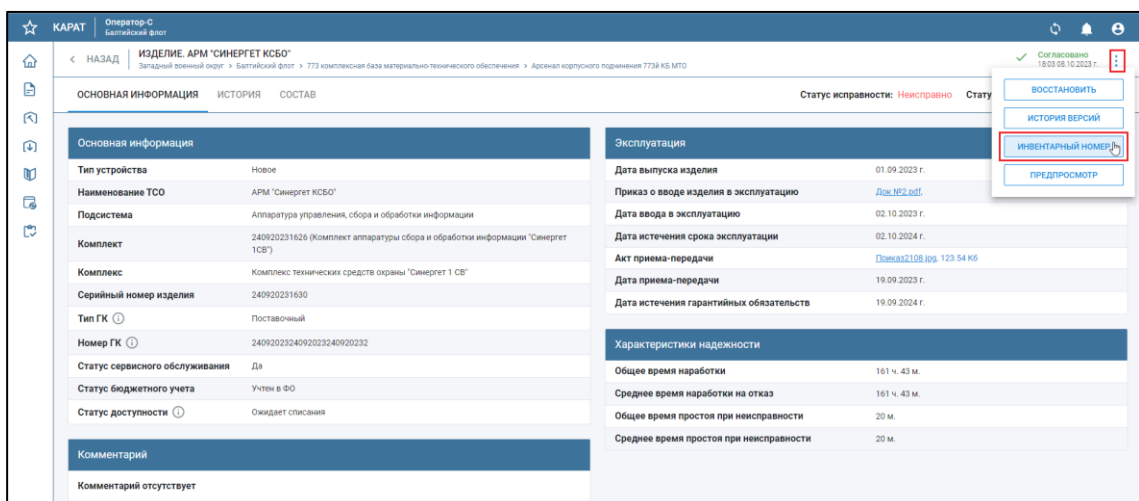 КАРАТ
Оператор-С
Балтийский флот
НАЗАД
ИЗДЕЛИЕ. АРМ "СИНЕРГЕТ КСБО"
Западный военный округ > Балтийский флот > 773 комплексная база материально-технического обеспечения > Арсенал корпусного подчинения 773й КБ МТО
Согласовано
18:03 08.10.2023 г.
ОСНОВНАЯ ИНФОРМАЦИЯ ИСТОРИЯ СОСТАВ
Статус исправности: Неисправно Стату
ВОССТАНОВИТЬ
ИСТОРИЯ ВЕРСИЙ
ИНВЕНТАРНЫЙ НОМЕР
ПРЕДПРОСМОТР
Основная информация
Тип устройства Новое
Наименование ТСО АРМ "Синергет КСБО"
Подсистема Аппаратура управления, сбора и обработки информации
Комплект 240920231626 (Комплект аппаратуры сбора и обработки информации "Синергет
1СВ")
Комплекс Комплекс технических средств охраны "Синергет 1 СВ"
Серийный номер изделия 240920231630
Тип ГК Поставочный
Номер ГК 2409202324092023240920232
Статус сервисного обслуживания Да
Статус бюджетного учета Учтен в ФО
Статус доступности Ожидает списания
Комментарий
Комментарий отсутствует
Эксплуатация
Дата выпуска изделия 01.09.2023 г.
Приказ о вводе изделия в эксплуатацию Док №2.pdf,
Дата ввода в эксплуатацию 02.10.2023 г.
Дата истечения срока эксплуатации 02.10.2024 г.
Акт приема-передачи Приказ2108.jpg, 123.54 Кб
Дата приема-передачи 19.09.2023 г.
Дата истечения гарантийных обязательств 19.09.2024 г.
Характеристики надежности
Общее время наработки 161 ч. 43 м.
Среднее время наработки на отказ 161 ч. 43 м.
Общее время простоя при неисправности 20 м.
Среднее время простоя при неисправности 20 м.